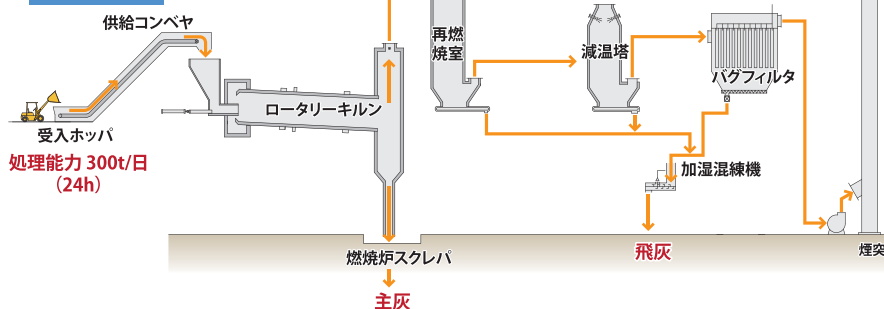 供給コンベヤ
再燃
焼室
減温塔
バグフィルタ
ロータリーキルン
受入ホッパ
処理能力 300t/日
(24h)
加湿混練機
燃焼炉スクレパ
飛灰
煙突
主灰